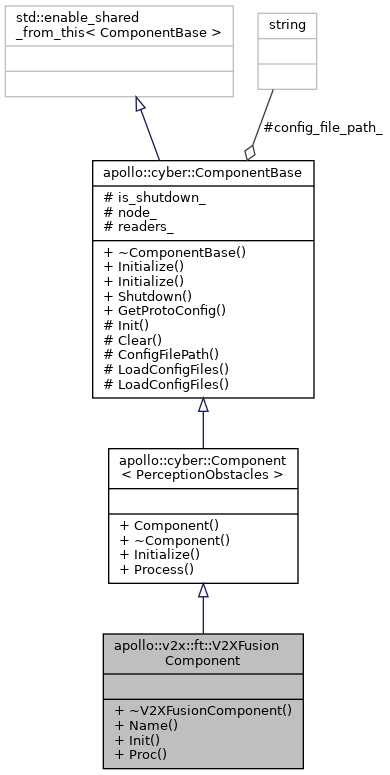 std::enable_shared
_from_this< ComponentBase >
string
#config_file_path_
apollo::cyber::ComponentBase
# is_shutdown_
# node_
# readers_
+ ~ComponentBase()
+ Initialize()
+ Initialize()
+ Shutdown()
+ GetProtoConfig()
# Init()
# Clear()
# ConfigFilePath()
# LoadConfigFiles()
# LoadConfigFiles()
apollo::cyber::Component
< PerceptionObstacles >
+ Component()
+ ~Component()
+ Initialize()
+ Process()
apollo::v2x::ft::V2XFusion
Component
+ ~V2XFusionComponent()
+ Name()
+ Init()
+ Proc()